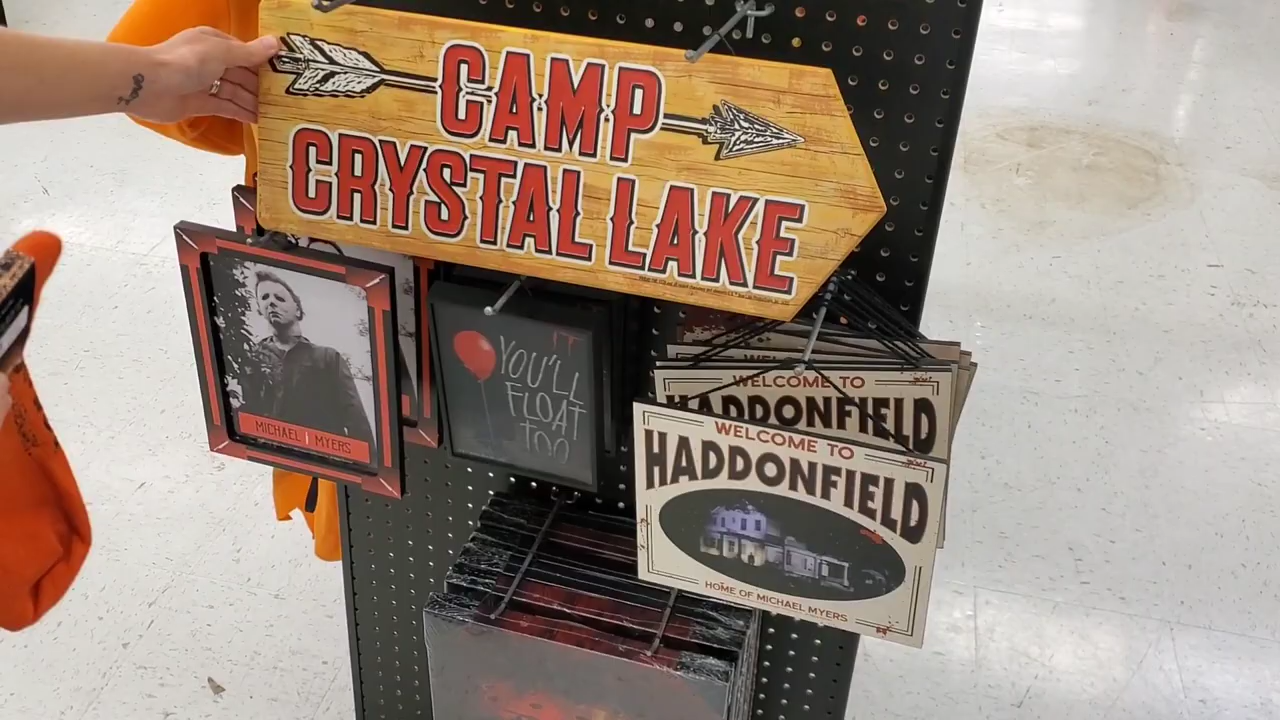 CAMP
CRYSTAL LAKE
MICHAEL MYERS
IT
YOU'LL
FLOAT
TOO
WELCOME TO
HADDONFIELD
WELCOME TO
HADDONFIELD
HOME OF MICHAEL MYERS